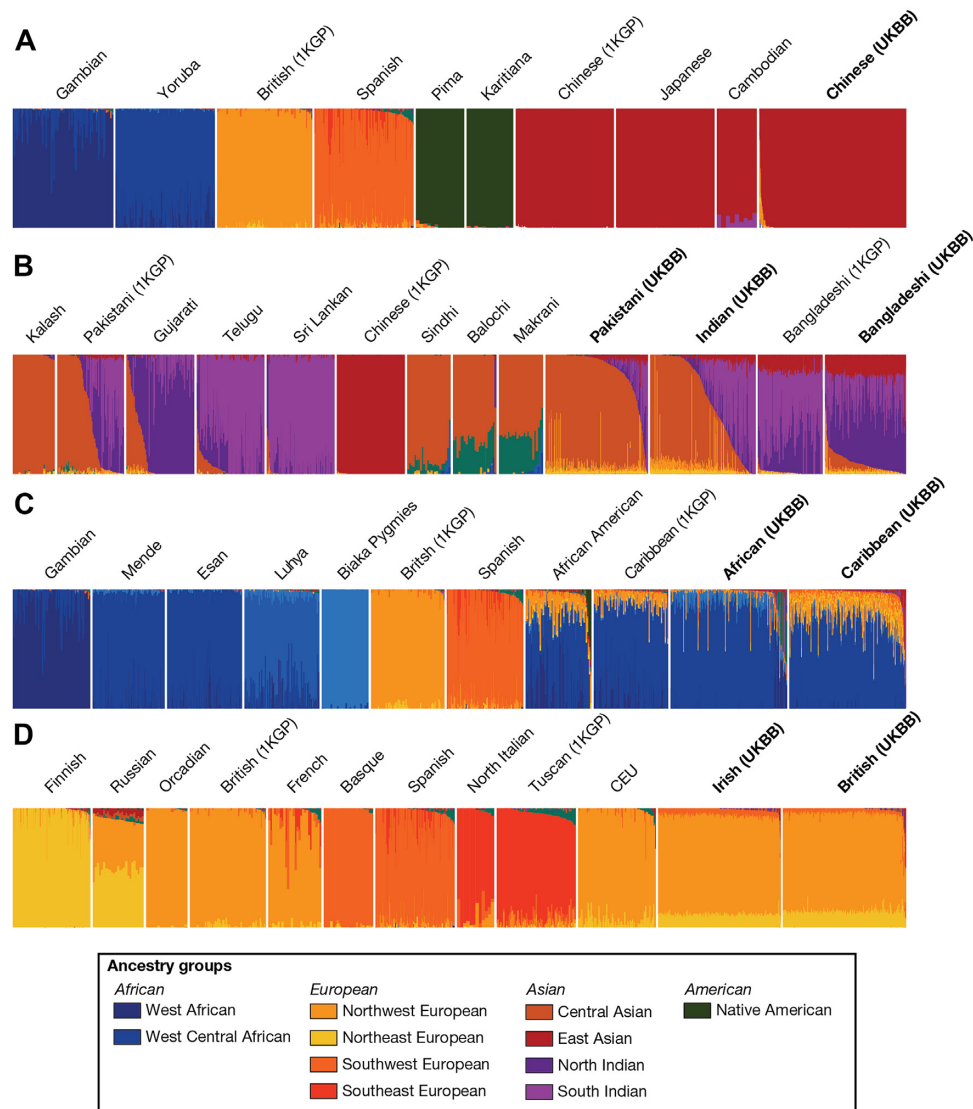 A
Gambian
Yoruba
British (1KGP)
Spanish
Pima
Karitiana
Chinese (1KGP)
Japanese
Cambodian
Chinese (UKBB)
B
Kalash
Pakistani (1KGP)
Gujarati
Telugu
Sri Lankan
Chinese (1KGP)
Sindhi
Balochi
Makrani
Pakistani (UKBB)
Indian (UKBB)
Bangladeshi (1KGP)
Bangladeshi (UKBB)
C
Gambian
Mende
Esan
Luhya
Biaka Pygmies
Britsh (1KGP)
Spanish
African American
Caribbean (1KGP)
African (UKBB)
Caribbean (UKBB)
D
Finnish
Russian
Orcadian
British (1KGP)
French
Basque
Spanish
North Italian
Tuscan (1KGP)
CEU
Irish (UKBB)
British (UKBB)
Ancestry groups
African
West African
West Central African
European
Northwest European
Northeast European
Southwest European
Southeast European
Asian
Central Asian
East Asian
North Indian
South Indian
American
Native American